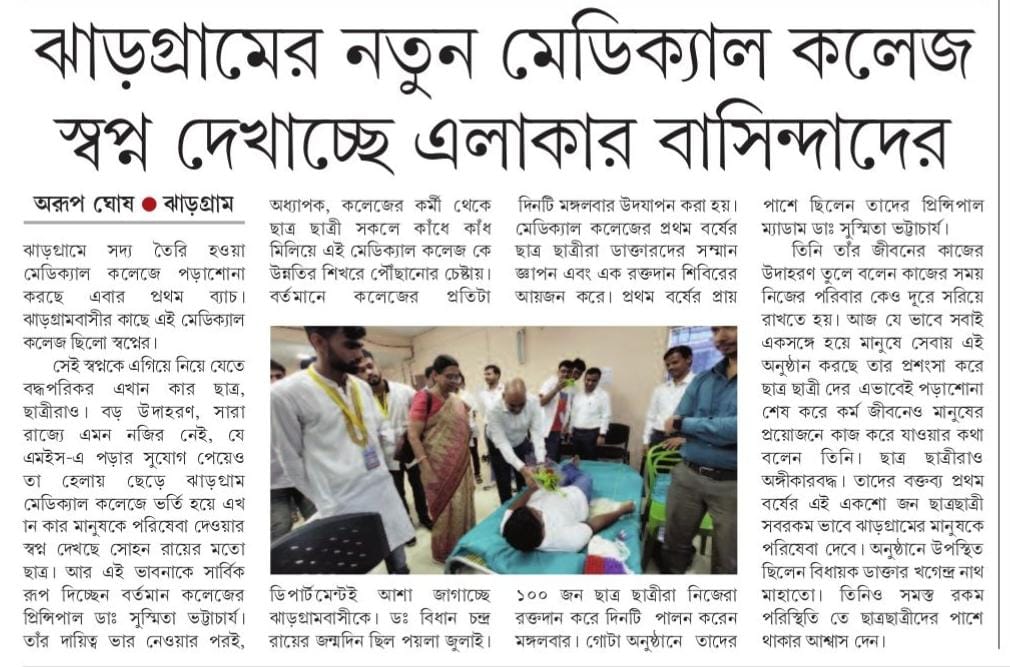 ঝাড়গ্রামের নতুন মেডিক্যাল কলেজ
স্বপ্ন দেখাচ্ছে এলাকার বাসিন্দাদের
অরূপ ঘোষ ● ঝাড়গ্রাম
ঝাড়গ্রামে সদ্য তৈরি হওয়া
মেডিক্যাল কলেজে পড়াশোনা
করছে এবার প্রথম ব্যাচ।
ঝাড়গ্রামবাসীর কাছে এই মেডিক্যাল
কলেজ ছিলো স্বপ্নের।
সেই স্বপ্নকে এগিয়ে নিয়ে যেতে
বদ্ধপরিকর এখান কার ছাত্র,
ছাত্রীরাও। বড় উদাহরণ, সারা
রাজ্যে এমন নজির নেই, যে
এমইস-এ পড়ার সুযোগ পেয়েও
তা হেলায় ছেড়ে ঝাড়গ্রাম
মেডিক্যাল কলেজে ভর্তি হয়ে এখ
ান কার মানুষকে পরিষেবা দেওয়ার
স্বপ্ন দেখছে সোহন রায়ের মতো
ছাত্র। আর এই ভাবনাকে সার্বিক
রূপ দিচ্ছেন বর্তমান কলেজের
প্রিন্সিপাল ডাঃ সুস্মিতা ভট্টাচার্য।
তাঁর দায়িত্ব ভার নেওয়ার পরই,
অধ্যাপক, কলেজের কর্মী থেকে
ছাত্র ছাত্রী সকলে কাঁধে কাঁধ
মিলিয়ে এই মেডিক্যাল কলেজ কে
উন্নতির শিখরে পৌঁছানোর চেষ্টায়।
বর্তমানে কলেজের প্রতিটা
ডিপার্টমেন্টই আশা জাগাচ্ছে
ঝাড়গ্রামবাসীকে। ডঃ বিধান চন্দ্র
রায়ের জন্মদিন ছিল পয়লা জুলাই।
দিনটি মঙ্গলবার উদযাপন করা হয়।
মেডিক্যাল কলেজের প্রথম বর্ষের
ছাত্র ছাত্রীরা ডাক্তারদের সম্মান
জ্ঞাপন এবং এক রক্তদান শিবিরের
আয়জন করে। প্রথম বর্ষের প্রায়
১০০ জন ছাত্র ছাত্রীরা নিজেরা
রক্তদান করে দিনটি পালন করেন
মঙ্গলবার। গোটা অনুষ্ঠানে তাদের
পাশে ছিলেন তাদের প্রিন্সিপাল
ম্যাডাম ডাঃ সুস্মিতা ভট্টাচার্য।
তিনি তাঁর জীবনের কাজের
উদাহরণ তুলে বলেন কাজের সময়
নিজের পরিবার কেও দূরে সরিয়ে
রাখতে হয়। আজ যে ভাবে সবাই
একসঙ্গে হয়ে মানুষে সেবায় এই
অনুষ্ঠান করছে তার প্রশংসা করে
ছাত্র ছাত্রী দের এভাবেই পড়াশোনা
শেষ করে কর্ম জীবনেও মানুষের
প্রয়োজনে কাজ করে যাওয়ার কথা
বলেন তিনি। ছাত্র ছাত্রীরাও
অঙ্গীকারবদ্ধ। তাদের বক্তব্য প্রথম
বর্ষের এই একশো জন ছাত্রছাত্রী
সবরকম ভাবে ঝাড়গ্রামের মানুষকে
পরিষেবা দেবে। অনুষ্ঠানে উপস্থিত
ছিলেন বিধায়ক ডাক্তার খগেন্দ্র নাথ
মাহাতো। তিনিও সমস্ত রকম
পরিস্থিতি তে ছাত্রছাত্রীদের পাশে
থাকার আশ্বাস দেন।